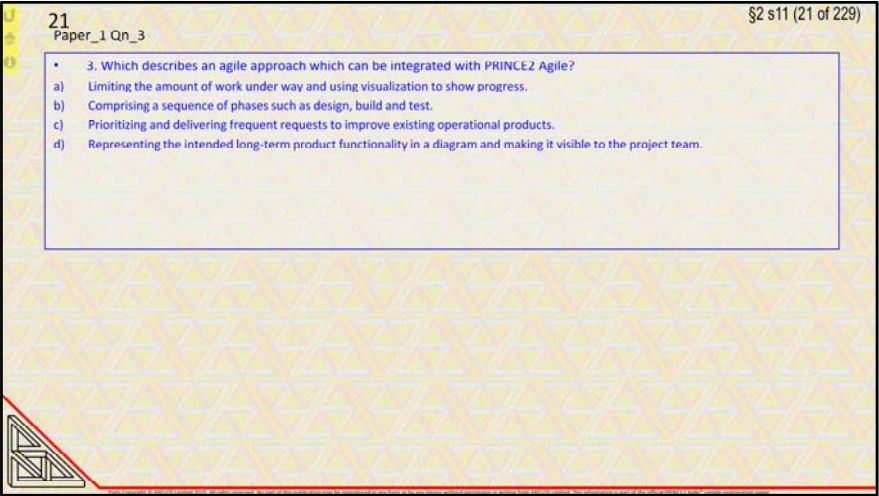 21
§2 s11 (21 of 229)
Paper_1 Qn_3
• 3. Which describes an agile approach which can be integrated with PRINCE2 Agile?
a) Limiting the amount of work under way and using visualization to show progress.
b) Comprising a sequence of phases such as design, build and test.
c) Prioritizing and delivering frequent requests to improve existing operational products.
d) Representing the intended long-term product functionality in a diagram and making it visible to the project team.